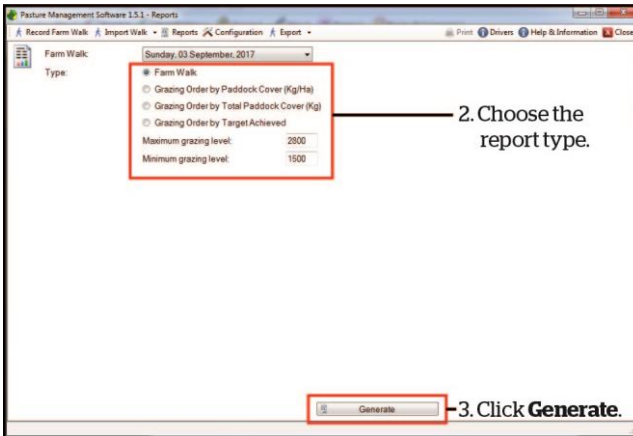 Pasture Management Software 1.5.1 - Reports
Record Farm Walk Import Walk Reports Configuration Export Print Drivers Help & Information Close
Farm Walk: Sunday, 03 September, 2017
Type: Farm Walk
Grazing Order by Paddock Cover (Kg/Ha)
Grazing Order by Total Paddock Cover (Kg)
Grazing Order by Target Achieved
Maximum grazing level: 2800
Minimum grazing level: 1500
2. Choose the
report type.
Generate
3. Click Generate.